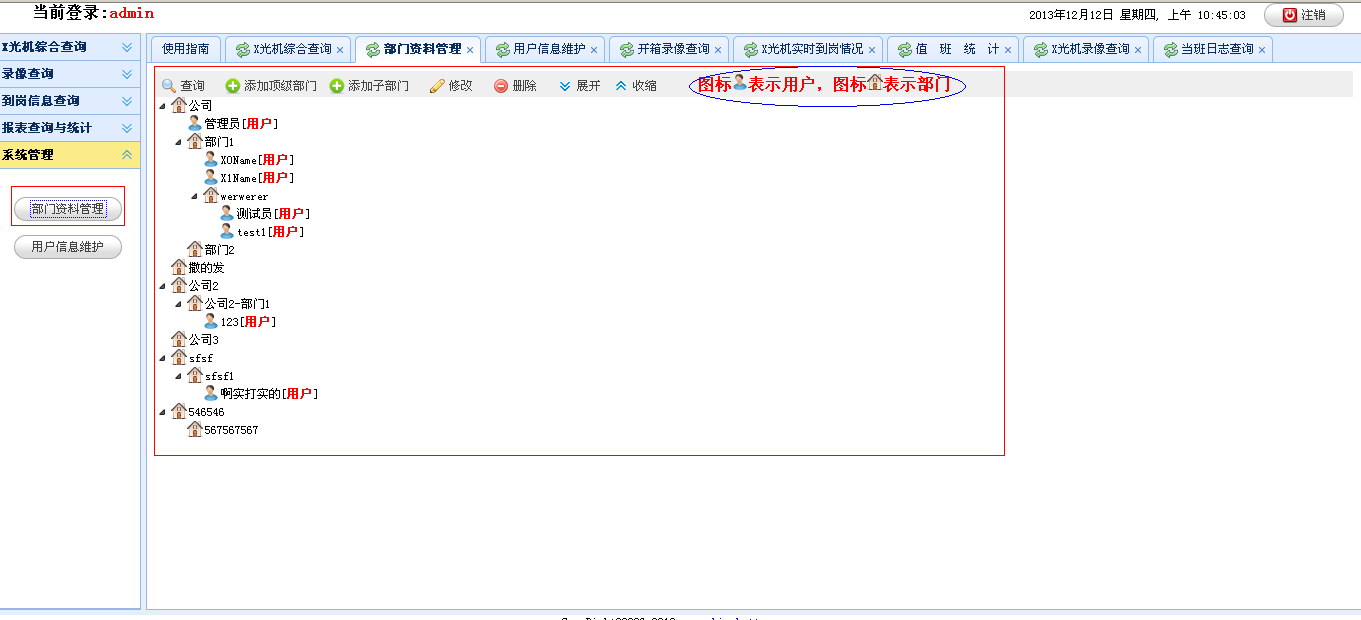 当前登录:admin
2013年12月12日 星期四, 上午 10:45:03
注销
X光机综合查询
录像查询
到岗信息查询
报表查询与统计
系统管理
部门资料管理
用户信息维护
使用指南 X光机综合查询 部门资料管理 用户信息维护 开箱录像查询 X光机实时到岗情况 值 班 统 计 X光机录像查询 当班日志查询
查询 添加顶级部门 添加子部门 修改 删除 展开 收缩
图标表示用户，图标表示部门
公司
管理员[用户]
部门1
X0Name[用户]
X1Name[用户]
werwerer
测试员[用户]
test1[用户]
部门2
撒的发
公司2
公司2-部门1
123[用户]
公司3
sfsf
sfsf1
啊实打实的[用户]
546546
567567567